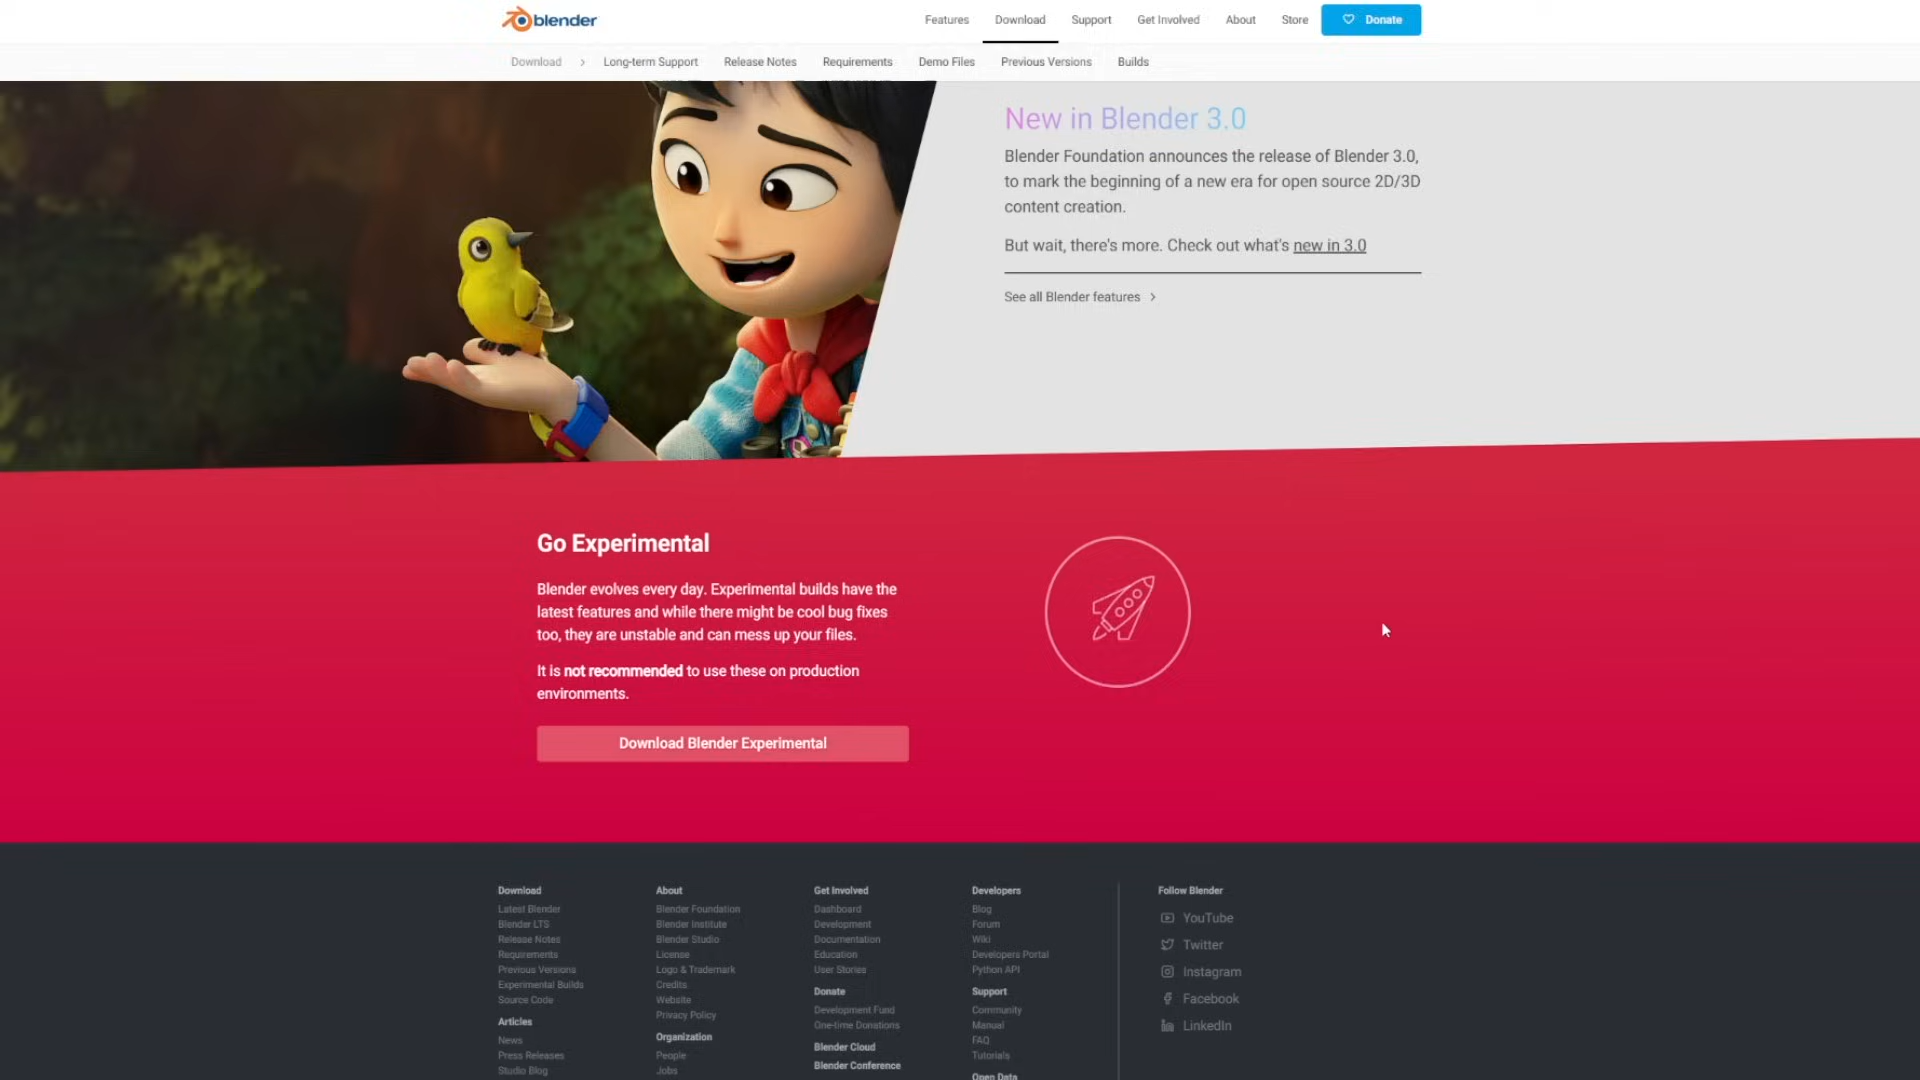 blender
Features Download Support Get Involved About Store Donate
Download > Long-term Support Release Notes Requirements Demo Files Previous Versions Builds
New in Blender 3.0
Blender Foundation announces the release of Blender 3.0,
to mark the beginning of a new era for open source 2D/3D
content creation.
But wait, there's more. Check out what's new in 3.0
See all Blender features >
Go Experimental
Blender evolves every day. Experimental builds have the
latest features and while there might be cool bug fixes
too, they are unstable and can mess up your files.
It is not recommended to use these on production
environments.
Download Blender Experimental
Download
Latest Blender
Blender LTS
Release Notes
Requirements
Previous Versions
Experimental Builds
Source Code
Articles
News
Press Releases
Studio Blog
About
Blender Foundation
Blender Institute
Blender Studio
License
Logo & Trademark
Credits
Website
Privacy Policy
Organization
People
Jobs
Get Involved
Dashboard
Development
Documentation
Education
User Stories
Donate
Development Fund
One-time Donations
Blender Cloud
Blender Conference
Developers
Blog
Forum
Wiki
Developers Portal
Python API
Support
Community
Manual
FAQ
Tutorials
Open Data
Follow Blender
YouTube
Twitter
Instagram
Facebook
LinkedIn